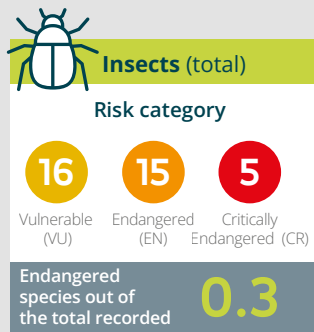 Insects (total)
Risk category
16 15 5
Vulnerable Endangered Critically
(VU) (EN) Endangered (CR)
Endangered
species out of
the total recorded
0.3